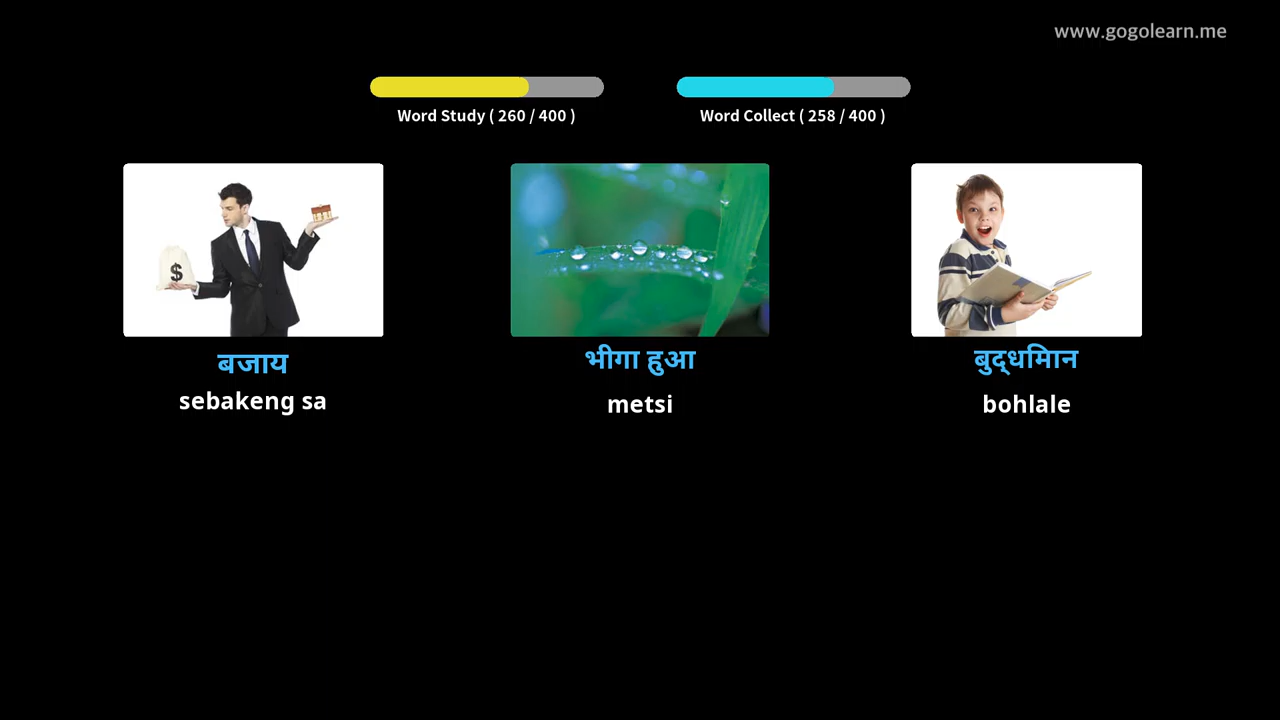 www.gogolearn.me
Word Study ( 260 / 400 ) Word Collect ( 258 / 400 )
$
बजाय भीगा हुआ बुद्धिमान
sebakeng sa metsi bohlale